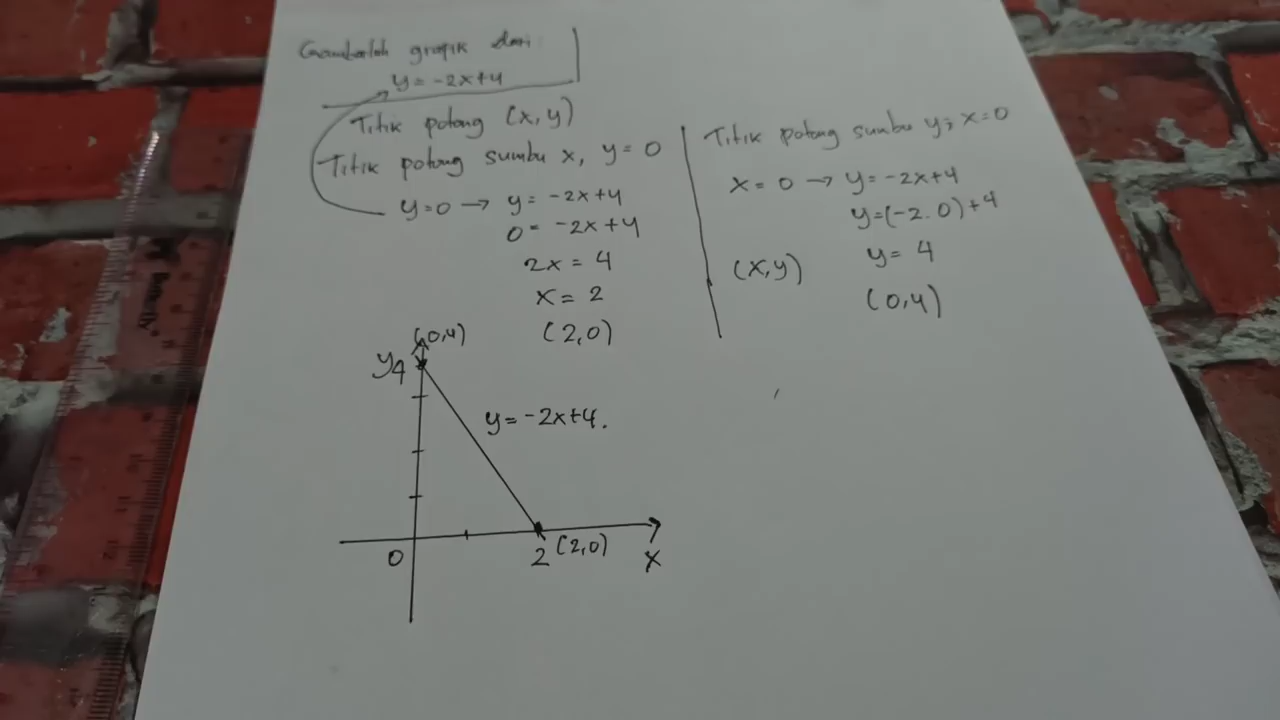 Gambarlah grafik dari:
y = -2x+4
Titik potong (x, y)
Titik potong sumbu x, y = 0
y=0 → y = -2x+4
0 = -2x+4
2x = 4
x = 2
(2,0)
Titik potong sumbu y, x=0
x = 0 → y = -2x+4
y=(-2.0)+4
y = 4
(x,y)
(0,4)
(0,4)
y
4
y=-2x+4.
0
2
(2,0)
x
Butterfly